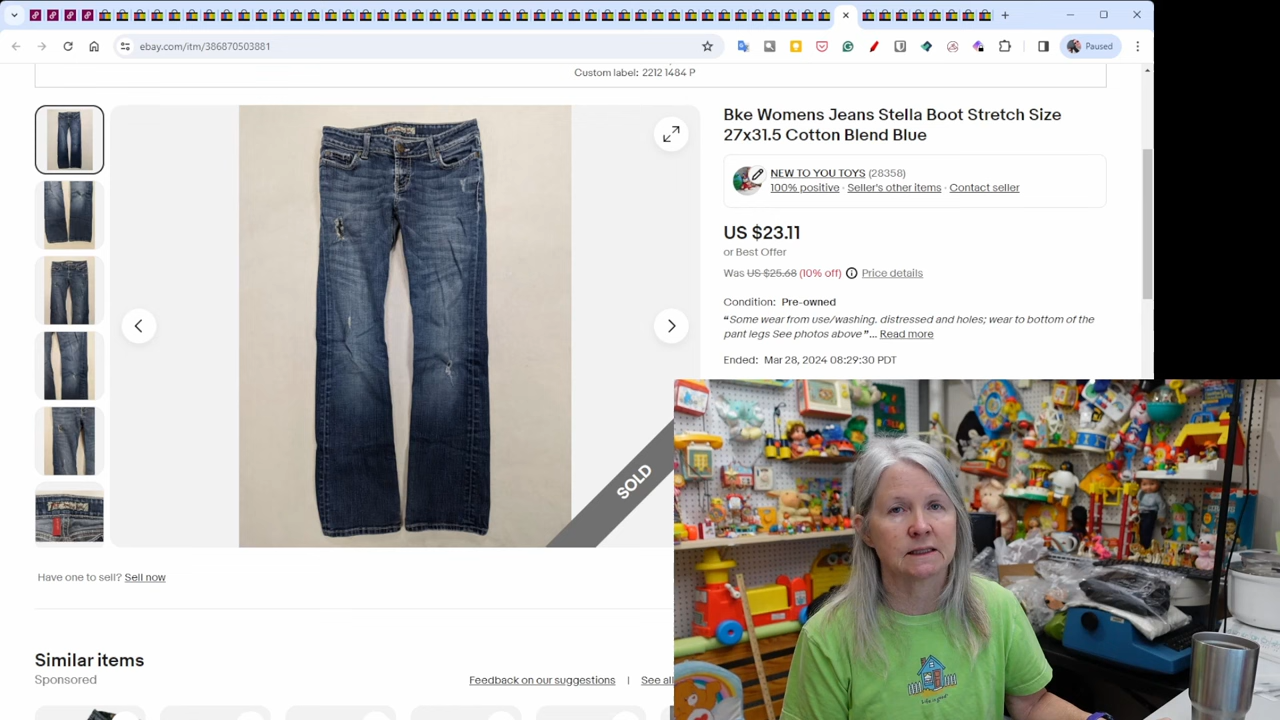 ebay.com/itm/386870503881
Paused
Custom label: 2212 1484 P
Bke Womens Jeans Stella Boot Stretch Size
27x31.5 Cotton Blend Blue
NEW TO YOU TOYS (28358)
100% positive · Seller's other items · Contact seller
US $23.11
or Best Offer
Was US $25.68 (10% off) Price details
Condition: Pre-owned
“Some wear from use/washing. distressed and holes; wear to bottom of the
pant legs See photos above”... Read more
Ended: Mar 28, 2024 08:29:30 PDT
SOLD
Have one to sell? Sell now
Similar items
Sponsored
Feedback on our suggestions | See all